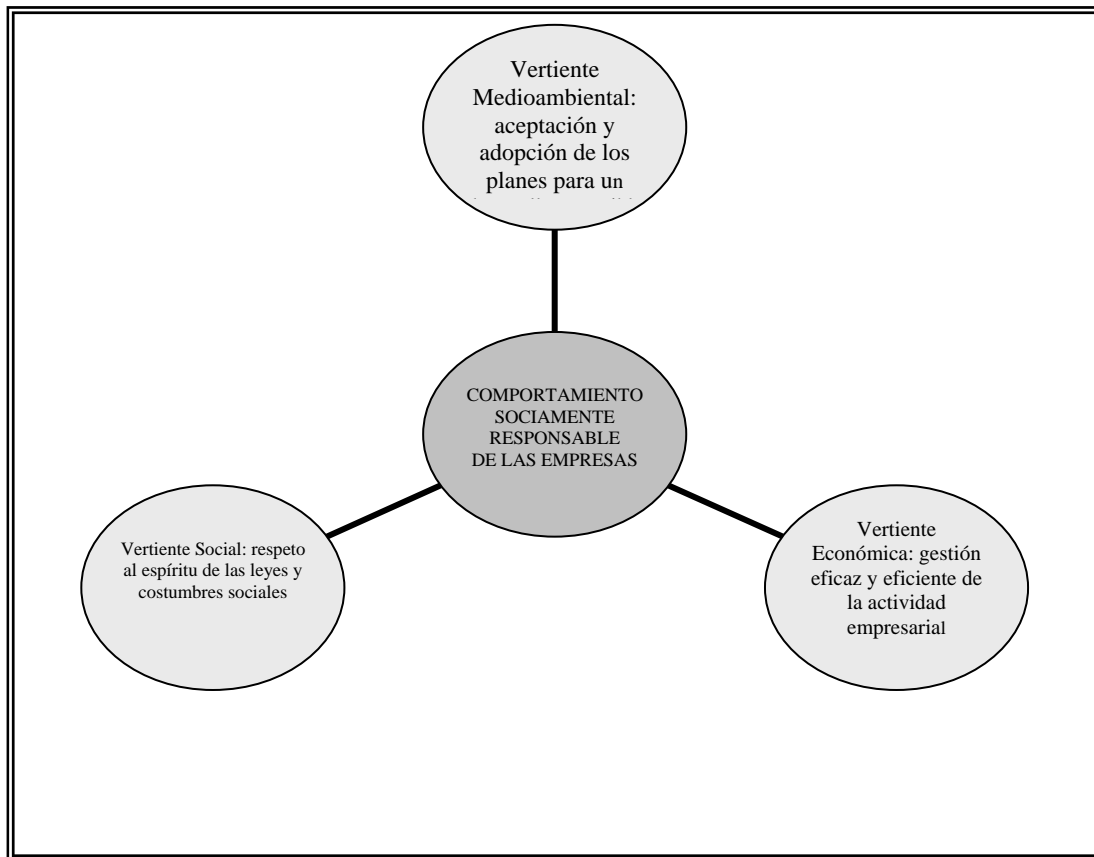 Vertiente
Medioambiental:
aceptación y
adopción de los
planes para un
COMPORTAMIENTO
SOCIAMENTE
RESPONSABLE
DE LAS EMPRESAS
Vertiente Social: respeto
al espíritu de las leyes y
costumbres sociales
Vertiente
Económica: gestión
eficaz y eficiente de
la actividad
empresarial